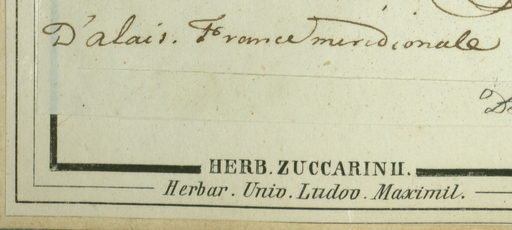 D'alais. France meridionale
HERB. ZUCCARINII.
Herbar. Univ. Ludov. Maximil.